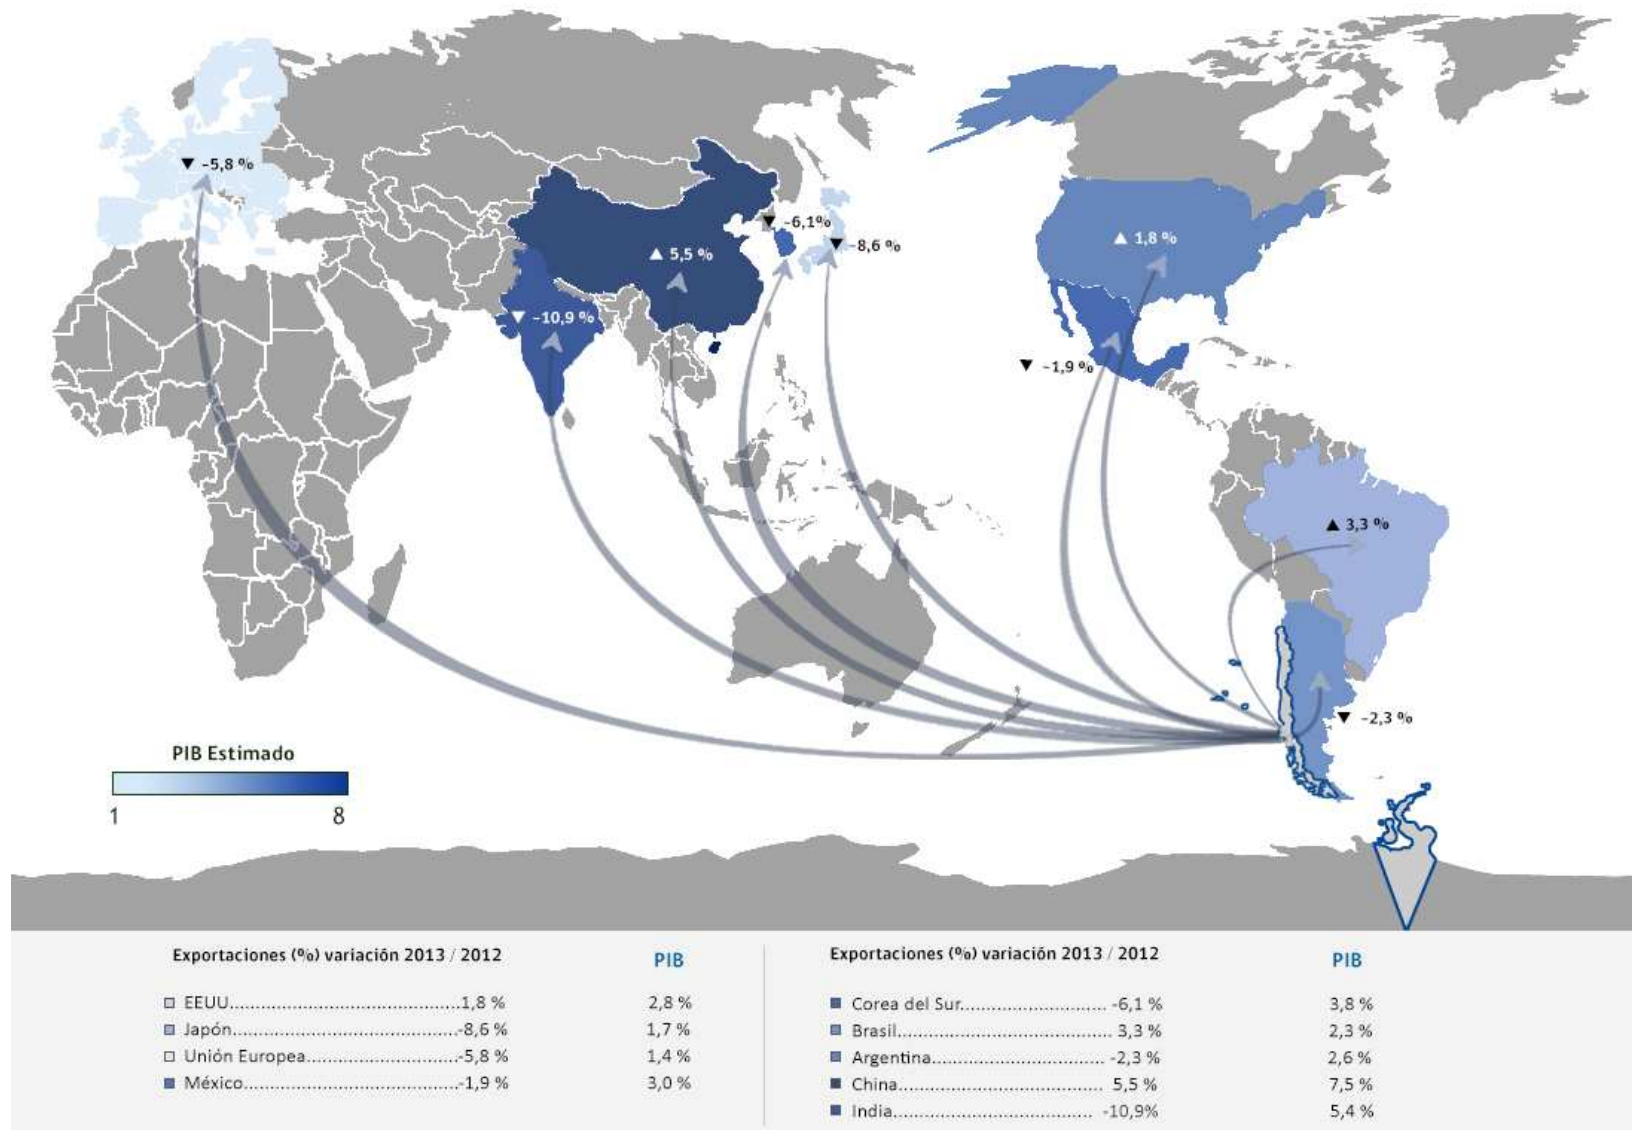 ▼ -5,8 %
▼ -6,1%
▼ -8,6 %
▲ 5,5 %
▼ -10,9 %
▲ 1,8 %
▼ -1,9 %
▲ 3,3 %
▼ -2,3 %
PIB Estimado
1 8
Exportaciones (%) variación 2013 / 2012 PIB
EEUU..........................................1,8 % 2,8 %
Japón..........................................-8,6 % 1,7 %
Unión Europea............................-5,8 % 1,4 %
México........................................-1,9 % 3,0 %
Exportaciones (%) variación 2013 / 2012 PIB
Corea del Sur........................... -6,1 % 3,8 %
Brasil....................................... 3,3 % 2,3 %
Argentina................................ -2,3 % 2,6 %
China...................................... 5,5 % 7,5 %
India..................................... -10,9% 5,4 %